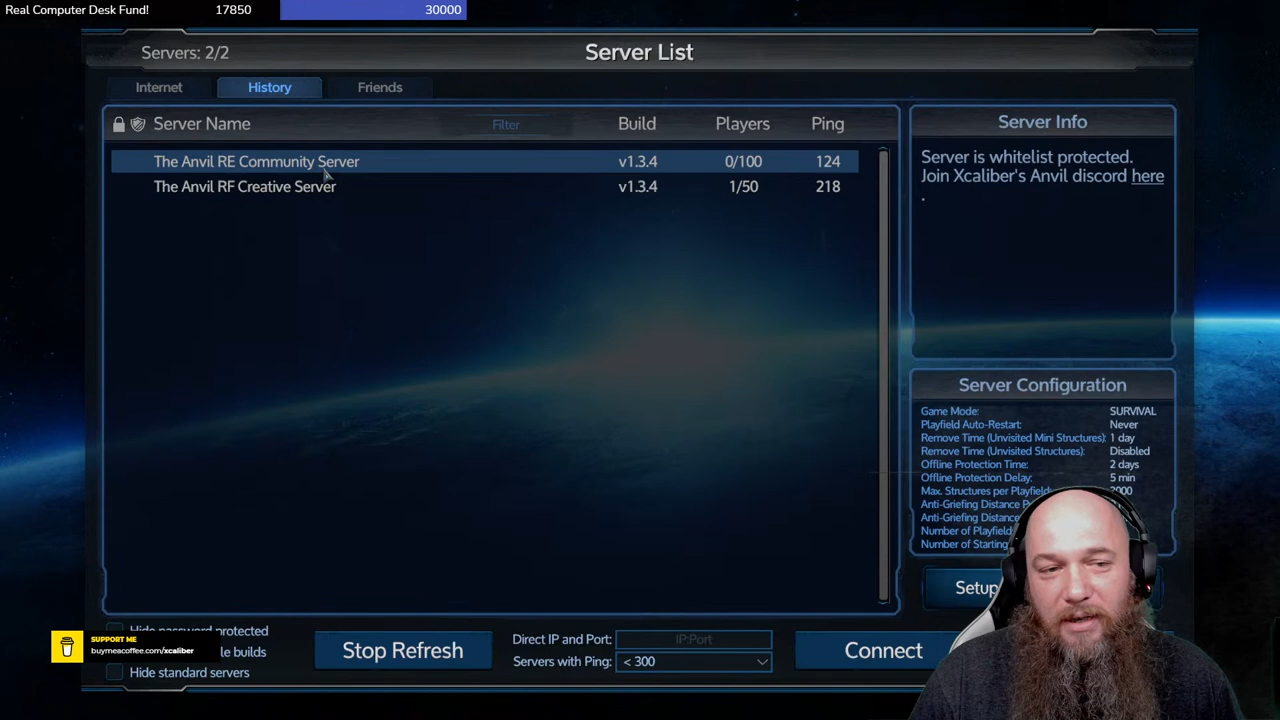 Real Computer Desk Fund! 17850 30000
Servers: 2/2
Server List
Internet History Friends
Server Name Filter Build Players Ping
The Anvil RE Community Server v1.3.4 0/100 124
The Anvil RF Creative Server v1.3.4 1/50 218
Server Info
Server is whitelist protected.
Join Xcaliber's Anvil discord here
.
Server Configuration
Game Mode: SURVIVAL
Playfield Auto-Restart: Never
Remove Time (Unvisited Mini Structures): 1 day
Remove Time (Unvisited Structures): Disabled
Offline Protection Time: 2 days
Offline Protection Delay: 5 min
Max. Structures per Playfield:
Anti-Griefing Distance
Anti-Griefing Distance
Number of Playfield
Number of Starting
Setup
Hide password protected
SUPPORT ME
buymeacoffee.com/xcaliber
builds
Hide standard servers
Stop Refresh
Direct IP and Port: IP:Port
Servers with Ping: < 300
Connect